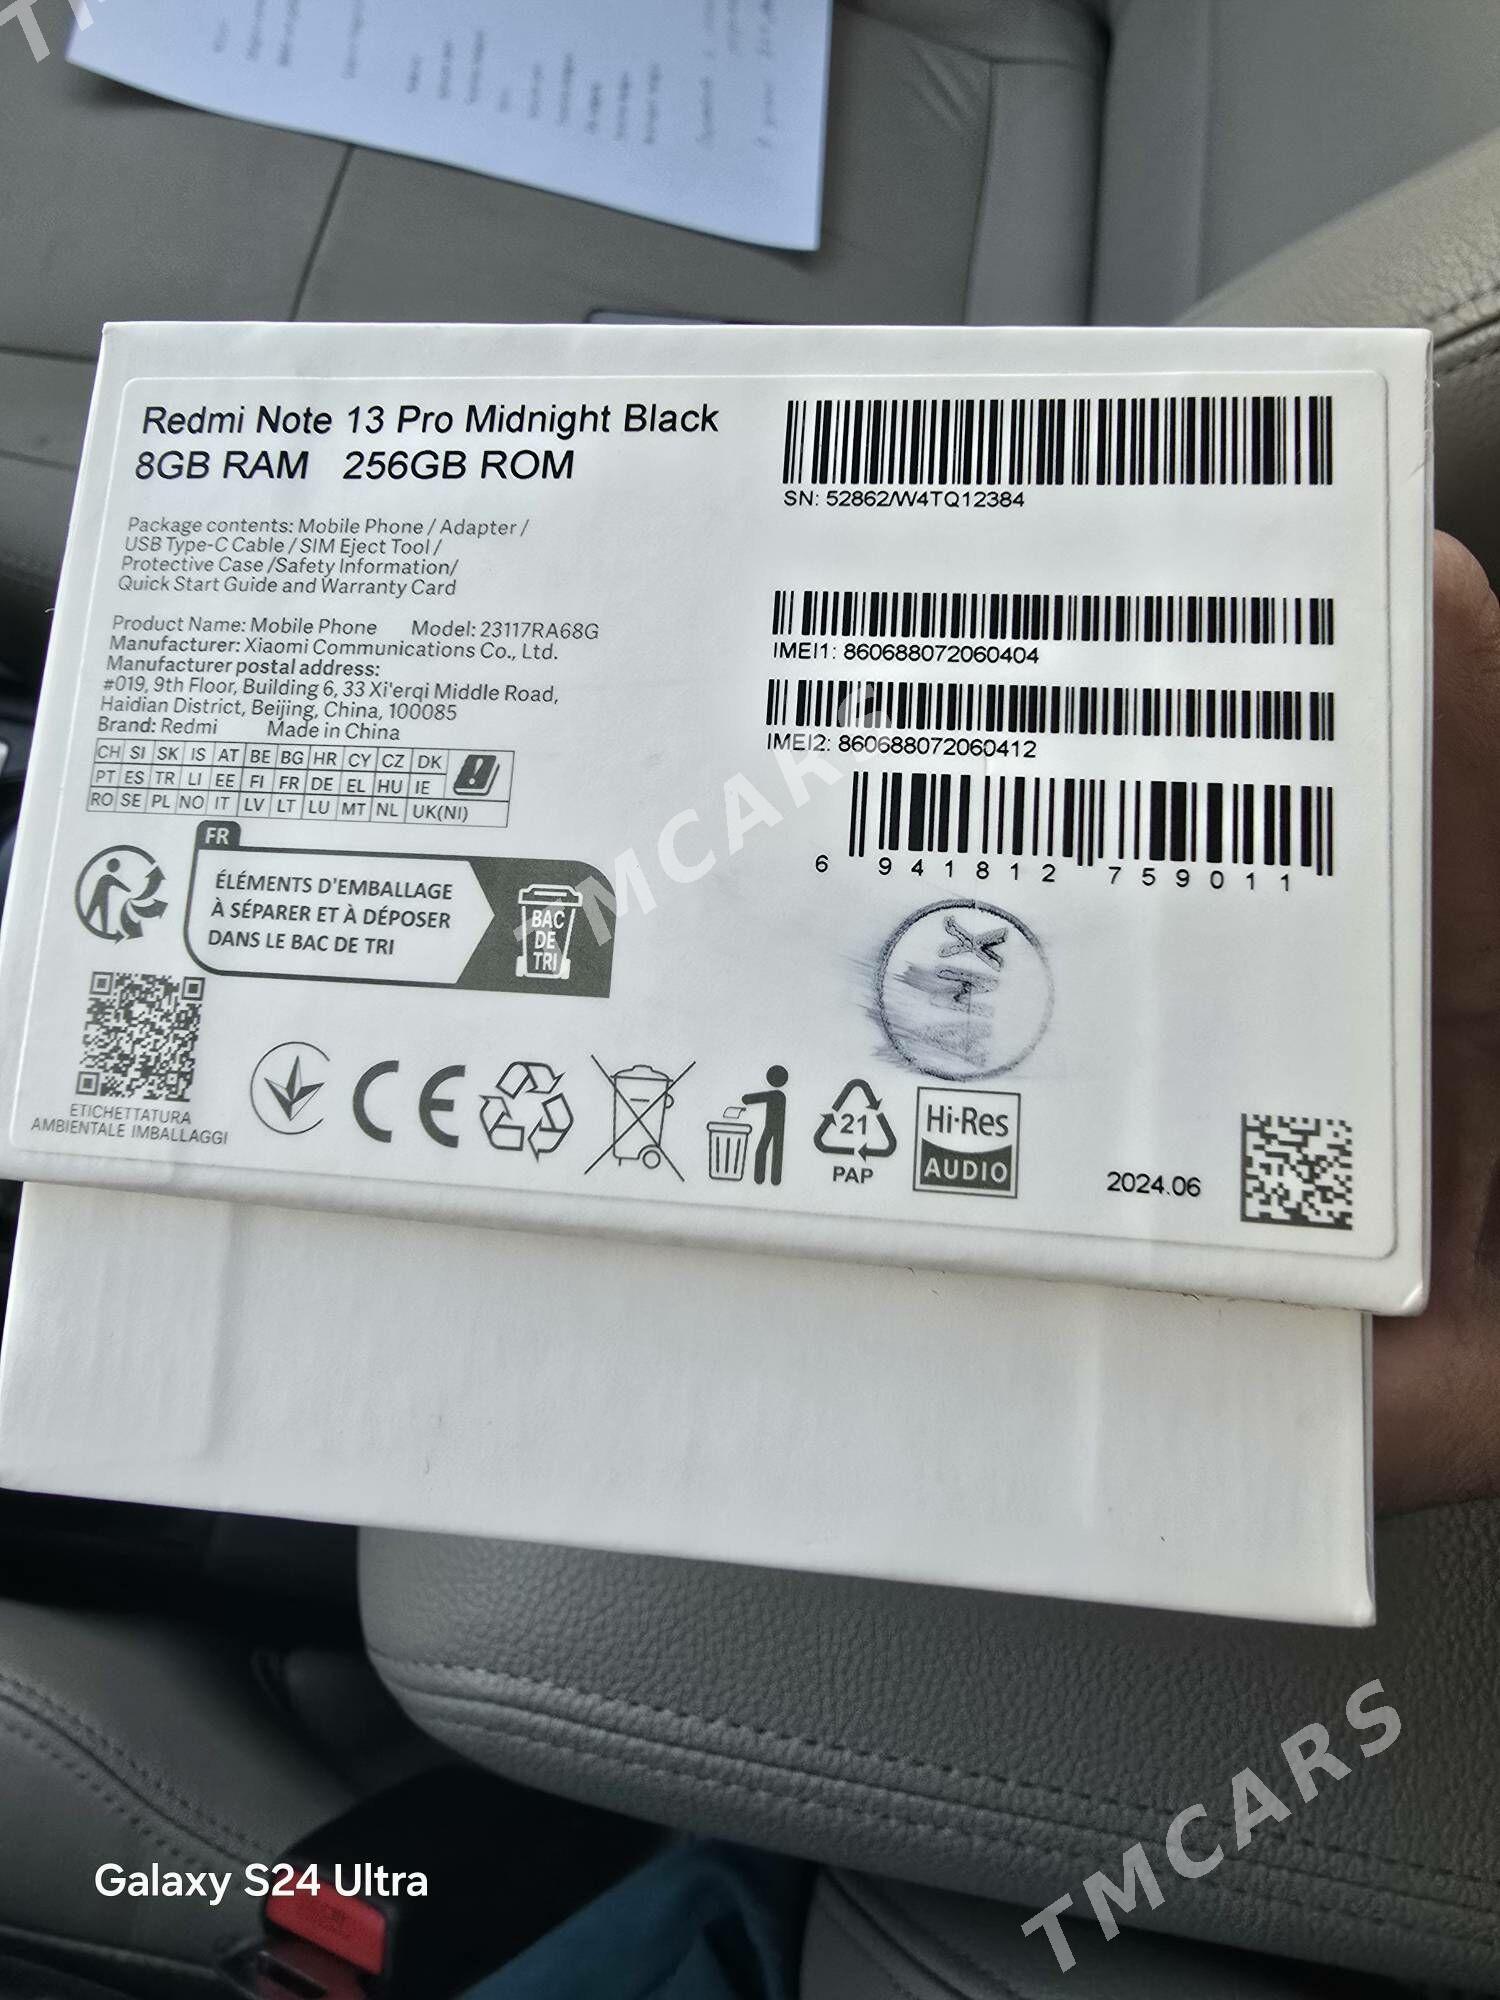 Redmi Note 13 Pro Midnight Black
8GB RAM 256GB ROM
Package contents: Mobile Phone / Adapter /
USB Type-C Cable / SIM Eject Tool /
Protective Case /Safety Information/
Quick Start Guide and Warranty Card
Product Name: Mobile Phone Model: 23117RA68G
Manufacturer: Xiaomi Communications Co., Ltd.
Manufacturer postal address:
#019, 9th Floor, Building 6, 33 Xi'erqi Middle Road,
Haidian District, Beijing, China, 100085
Brand: Redmi Made in China
CH SI SK IS AT BE BG HR CY CZ DK
PT ES TR LI EE FI FR DE EL HU IE
RO SE PL NO IT LV LT LU MT NL UK(NI)
FR
ÉLÉMENTS D'EMBALLAGE
À SÉPARER ET À DÉPOSER
DANS LE BAC DE TRI
BAC
DE
TRI
ETICHETTATURA
AMBIENTALE IMBALLAGGI
CE
21
PAP
Hi-Res
AUDIO
2024.06
SN: 52862/W4TQ12384
IMEI1: 860688072060404
IMEI2: 860688072060412
6 941812 759011
TMCARS
TMCARS
Galaxy S24 Ultra